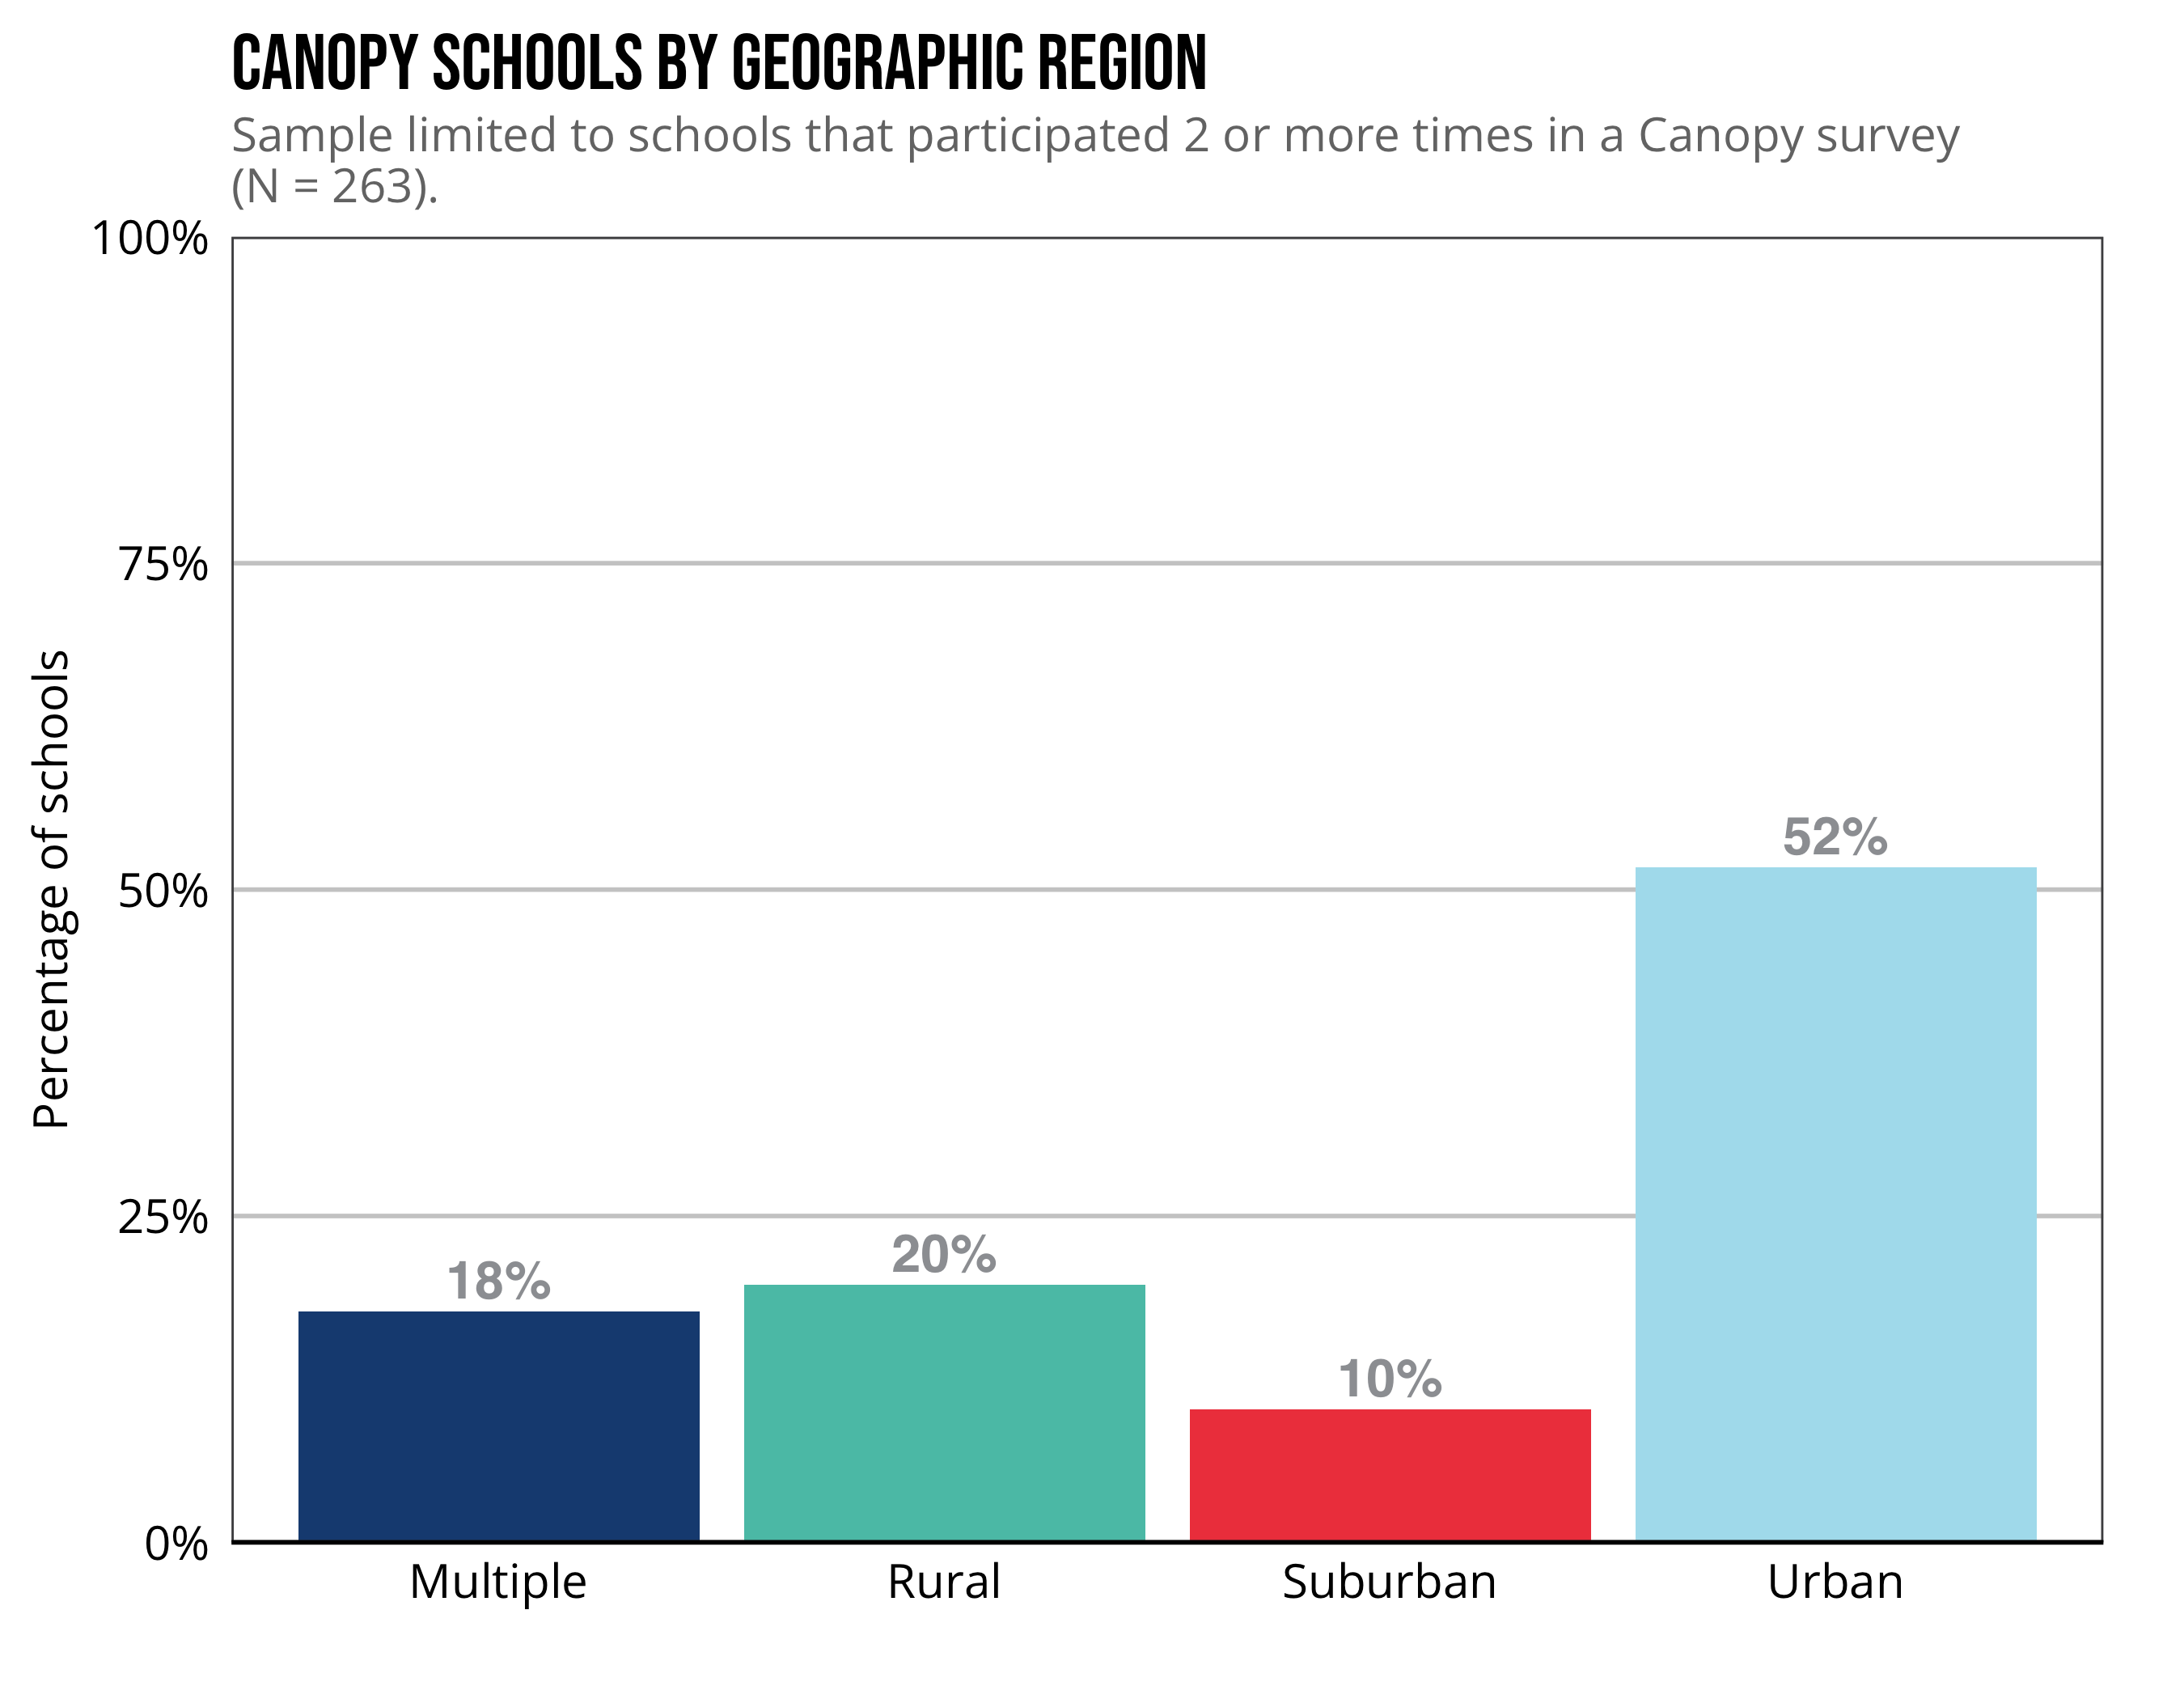 CANOPY SCHOOLS BY GEOGRAPHIC REGION
Sample limited to schools that participated 2 or more times in a Canopy survey
(N = 263).
100%
75%
50%
25%
0%
Percentage of schools
18%
20%
10%
52%
Multiple
Rural
Suburban
Urban